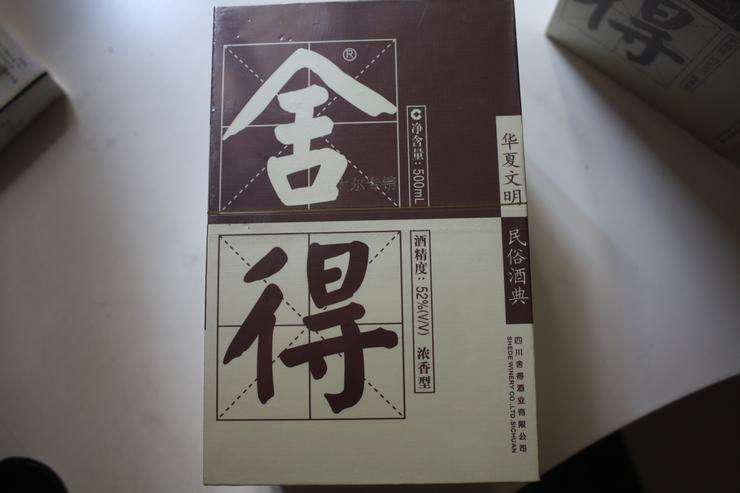 舍
®
得
净含量：500mL
酒精度：52%(V/V) 浓香型
华夏文明
民俗酒典
四川舍得酒业有限公司
SHEDE WINERY CO.,LTD.SICHUAN
得